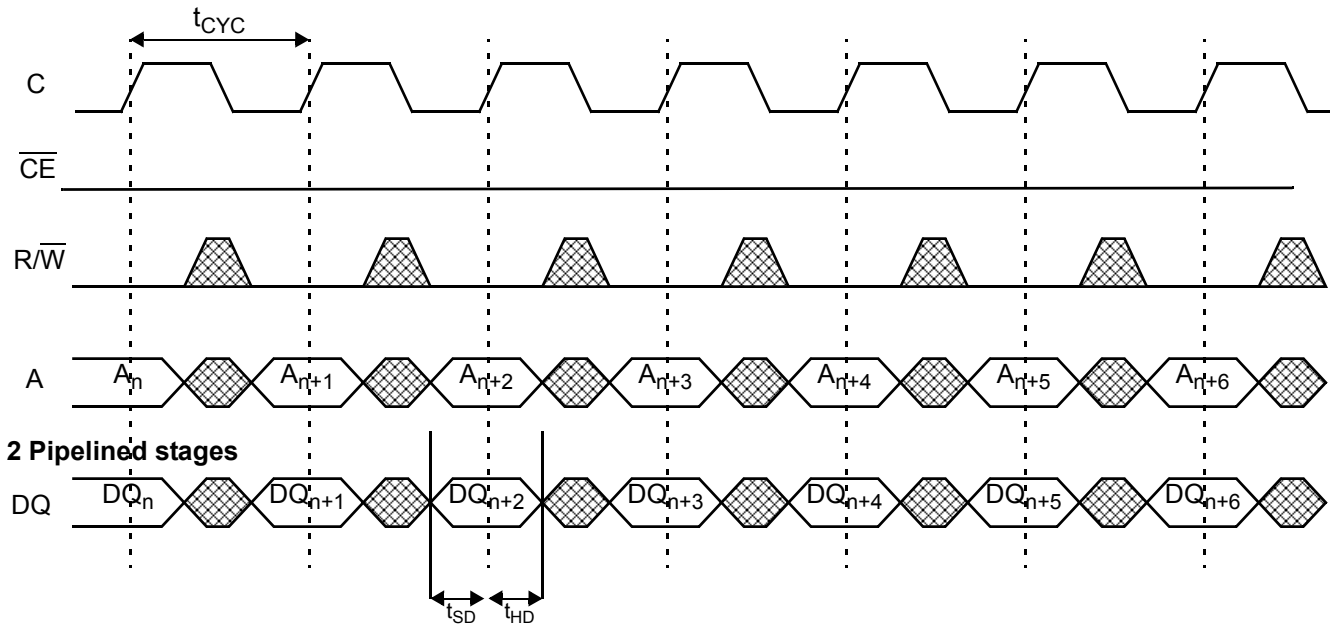 tCYC
C
CE
R/W
A An An+1 An+2 An+3 An+4 An+5 An+6
2 Pipelined stages
DQ DQn DQn+1 DQn+2 DQn+3 DQn+4 DQn+5 DQn+6
tSD tHD